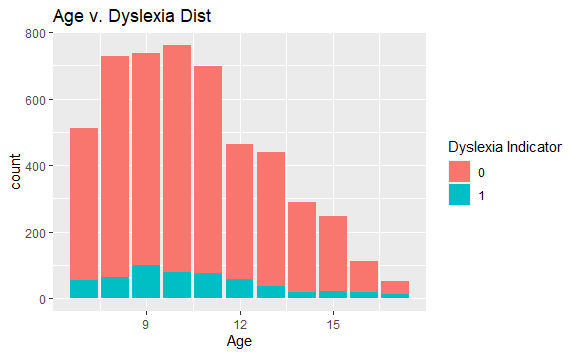 Age v. Dyslexia Dist
800
600
400
200
0
count
9
12
15
Age
Dyslexia Indicator
0
1